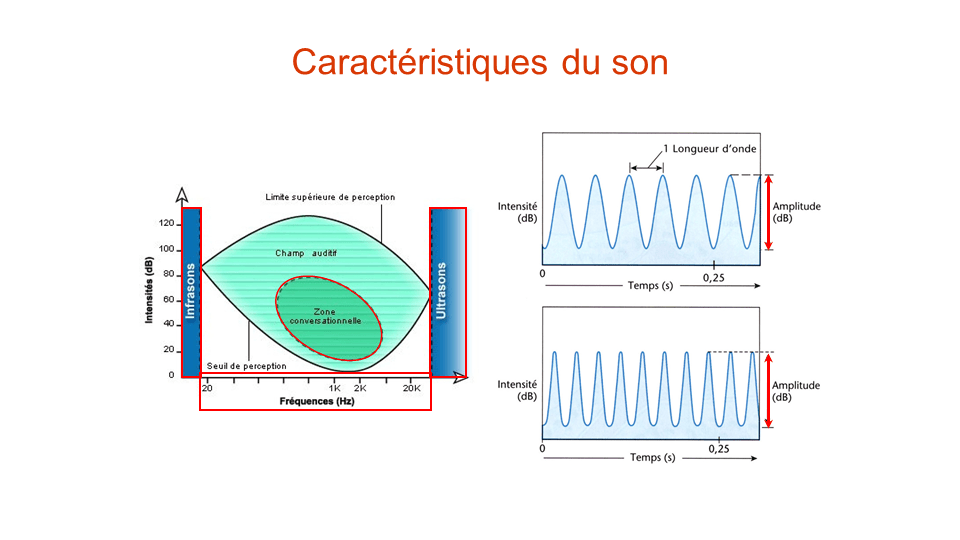 Caractéristiques du son
Limite supérieure de perception
120
100
80
60
40
20
0
Intensités (dB)
Infrasons
Champ auditif
Zone
conversationnelle
Seuil de perception
Ultrasons
20
1K
2K
20K
Fréquences (Hz)
1 Longueur d'onde
Intensité
(dB)
Amplitude
(dB)
0
0,25
Temps (s)
Intensité
(dB)
Amplitude
(dB)
0
0,25
Temps (s)